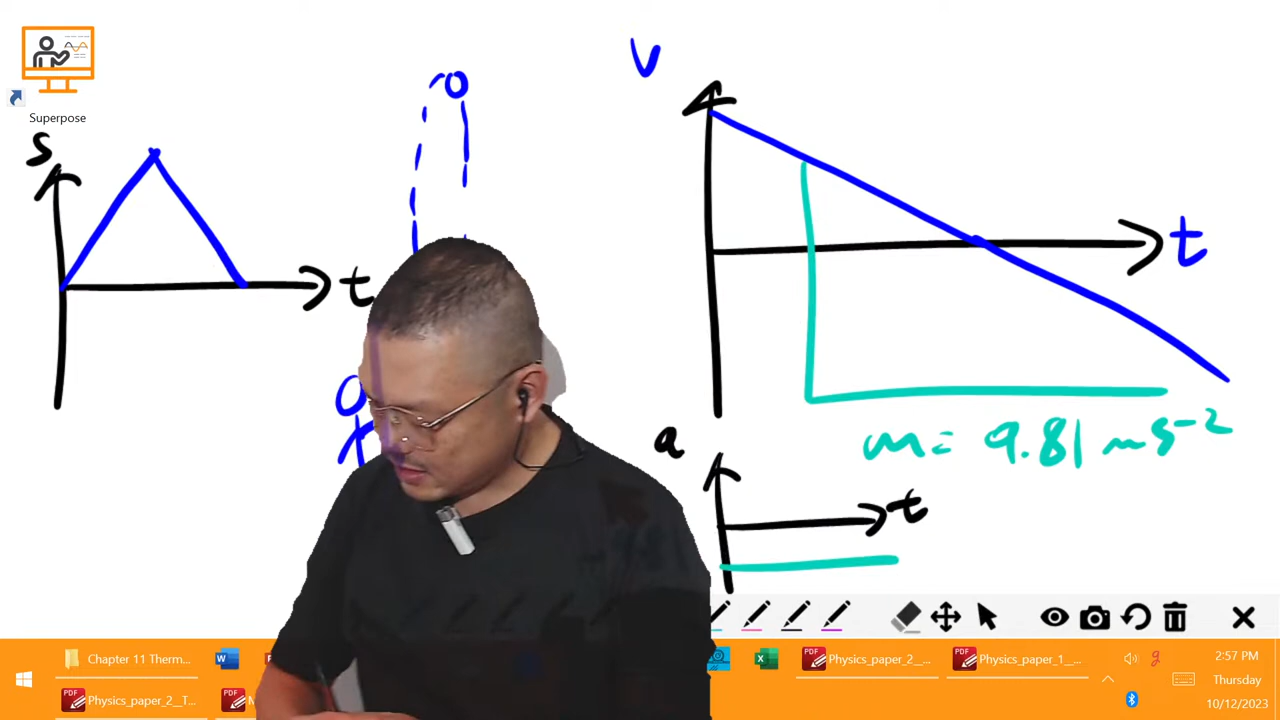 Superpose
s
t
v
t
m = 9.81 ms-2
a
t
Chapter 11 Therm...
Physics_paper_2_...
Physics_paper_1_...
2:57 PM
Thursday
Physics_paper_2_T...
10/12/2023